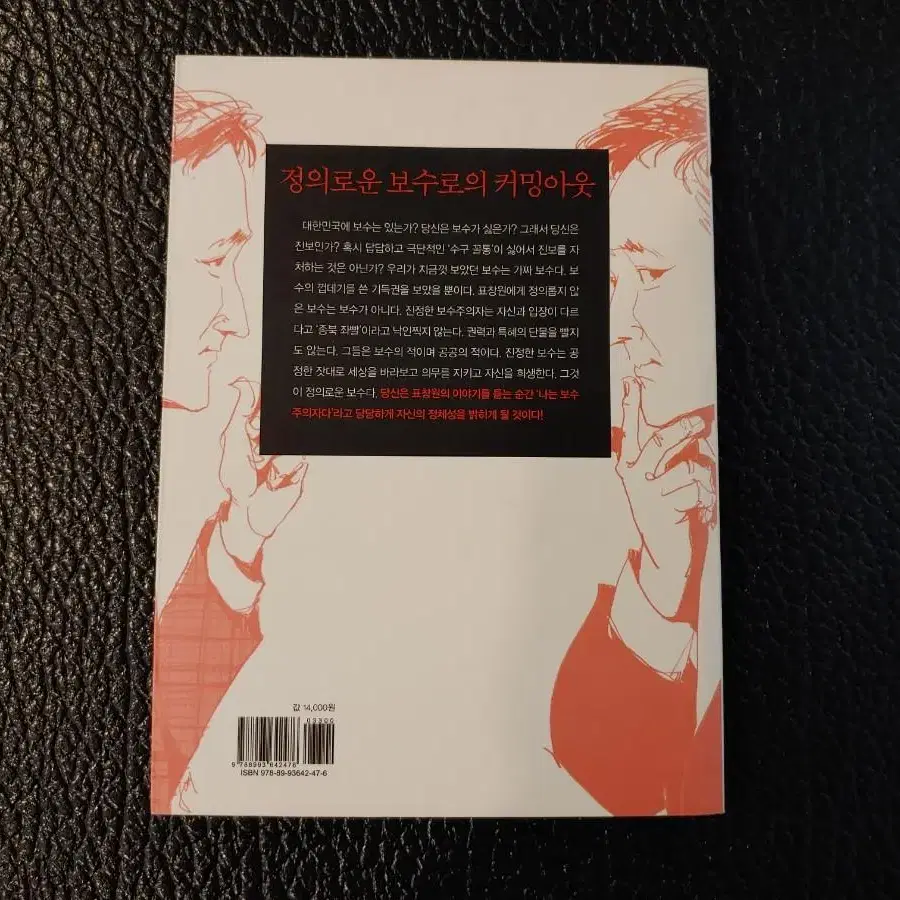 정의로운 보수로의 커밍아웃
대한민국에 보수는 있는가? 당신은 보수가 싫은가? 그래서 당신은
진보인가? 혹시 답답하고 극단적인 '수구 꼴통'이 싫어서 진보를 자
처하는 것은 아닌가? 우리가 지금껏 보았던 보수는 가짜 보수다. 보
수의 껍데기를 쓴 기득권을 보았을 뿐이다. 표창원에게 정의롭지 않
은 보수는 보수가 아니다. 진정한 보수주의자는 자신과 입장이 다르
다고 '종북 좌빨'이라고 낙인찍지 않는다. 권력과 특혜의 단물을 빨지
도 않는다. 그들은 보수의 적이며 공공의 적이다. 진정한 보수는 공
정한 잣대로 세상을 바라보고 의무를 지키고 자신을 희생한다. 그것
이 정의로운 보수다. 당신은 표창원의 이야기를 듣는 순간 '나는 보수
주의자다'라고 당당하게 자신의 정체성을 밝히게 될 것이다!
값 14,000원
03300
9 788993 642476
ISBN 978-89-93642-47-6